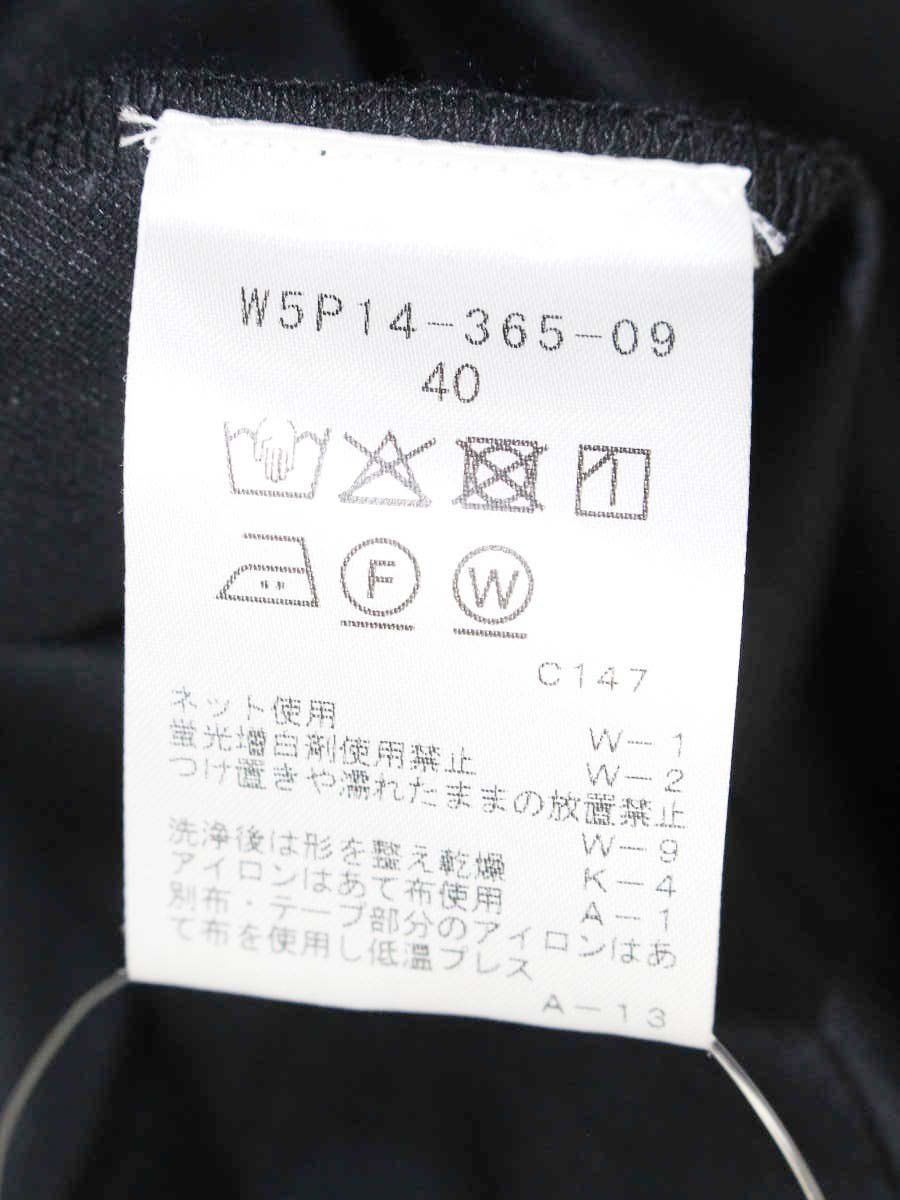 W5P14-365-09
40
F
W
C147
ネット使用 W-1
蛍光増白剤使用禁止 W-2
つけ置きや濡れたままの放置禁止
W-9
洗浄後は形を整え乾燥 K-4
アイロンはあて布使用 A-1
別布・テープ部分のアイロンはあ
て布を使用し低温プレス
A-13